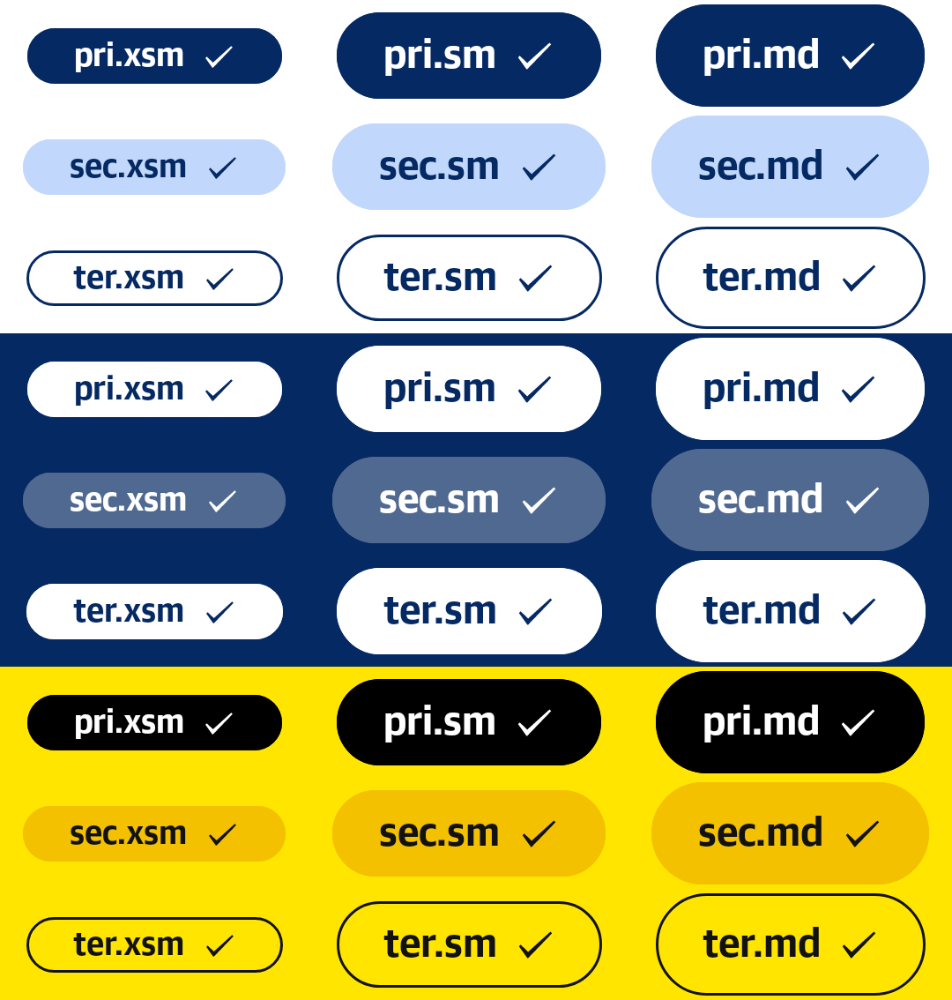 pri.xsm ✓ pri.sm ✓ pri.md ✓
sec.xsm ✓ sec.sm ✓ sec.md ✓
ter.xsm ✓ ter.sm ✓ ter.md ✓
pri.xsm ✓ pri.sm ✓ pri.md ✓
sec.xsm ✓ sec.sm ✓ sec.md ✓
ter.xsm ✓ ter.sm ✓ ter.md ✓
pri.xsm ✓ pri.sm ✓ pri.md ✓
sec.xsm ✓ sec.sm ✓ sec.md ✓
ter.xsm ✓ ter.sm ✓ ter.md ✓